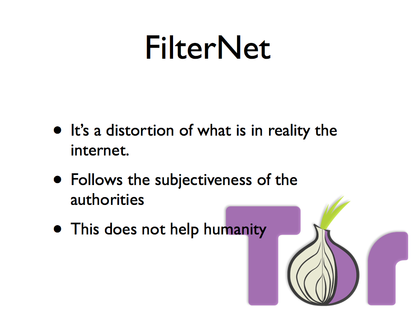 FilterNet
• It's a distortion of what is in reality the
internet.
• Follows the subjectiveness of the
authorities
• This does not help humanity
Tor